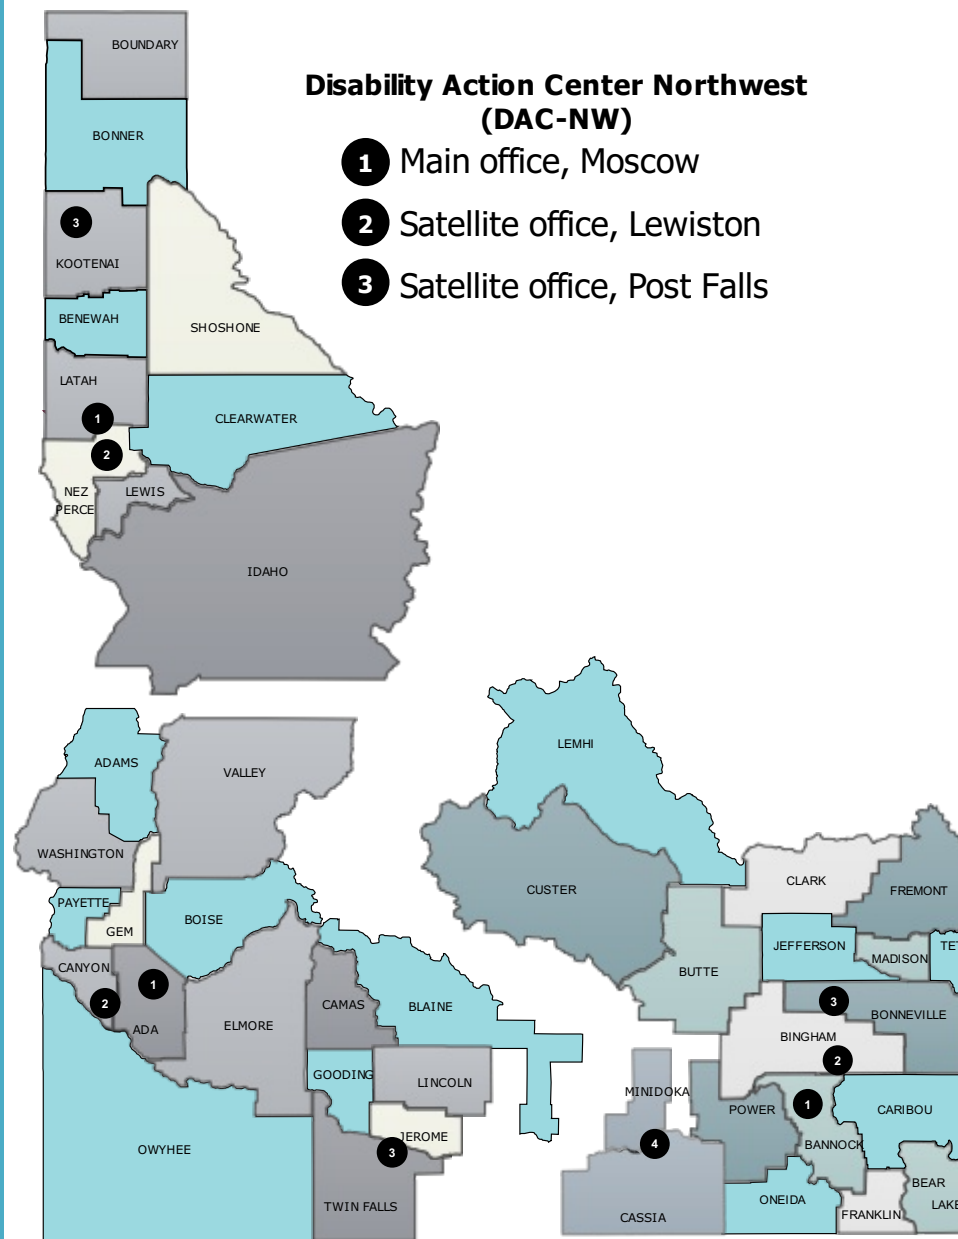 BOUNDARY
Disability Action Center Northwest
(DAC-NW)
1 Main office, Moscow
2 Satellite office, Lewiston
3 Satellite office, Post Falls
BONNER
3
KOOTENAI
BENEWAH
SHOSHONE
LATAH
1
CLEARWATER
2
NEZ
PERCE
LEWIS
IDAHO
ADAMS
VALLEY
WASHINGTON
PAYETTE
GEM
BOISE
CANYON
2
1
ADA
ELMORE
CAMAS
BLAINE
GOODING
LINCOLN
JEROME
3
OWYHEE
TWIN FALLS
LEMHI
CUSTER
CLARK
FREMONT
BUTTE
JEFFERSON
MADISON
TET
3
BONNEVILLE
BINGHAM
2
MINIDOKA
POWER
1
CARIBOU
4
BANNOCK
CASSIA
ONEIDA
FRANKLIN
BEAR
LAKE